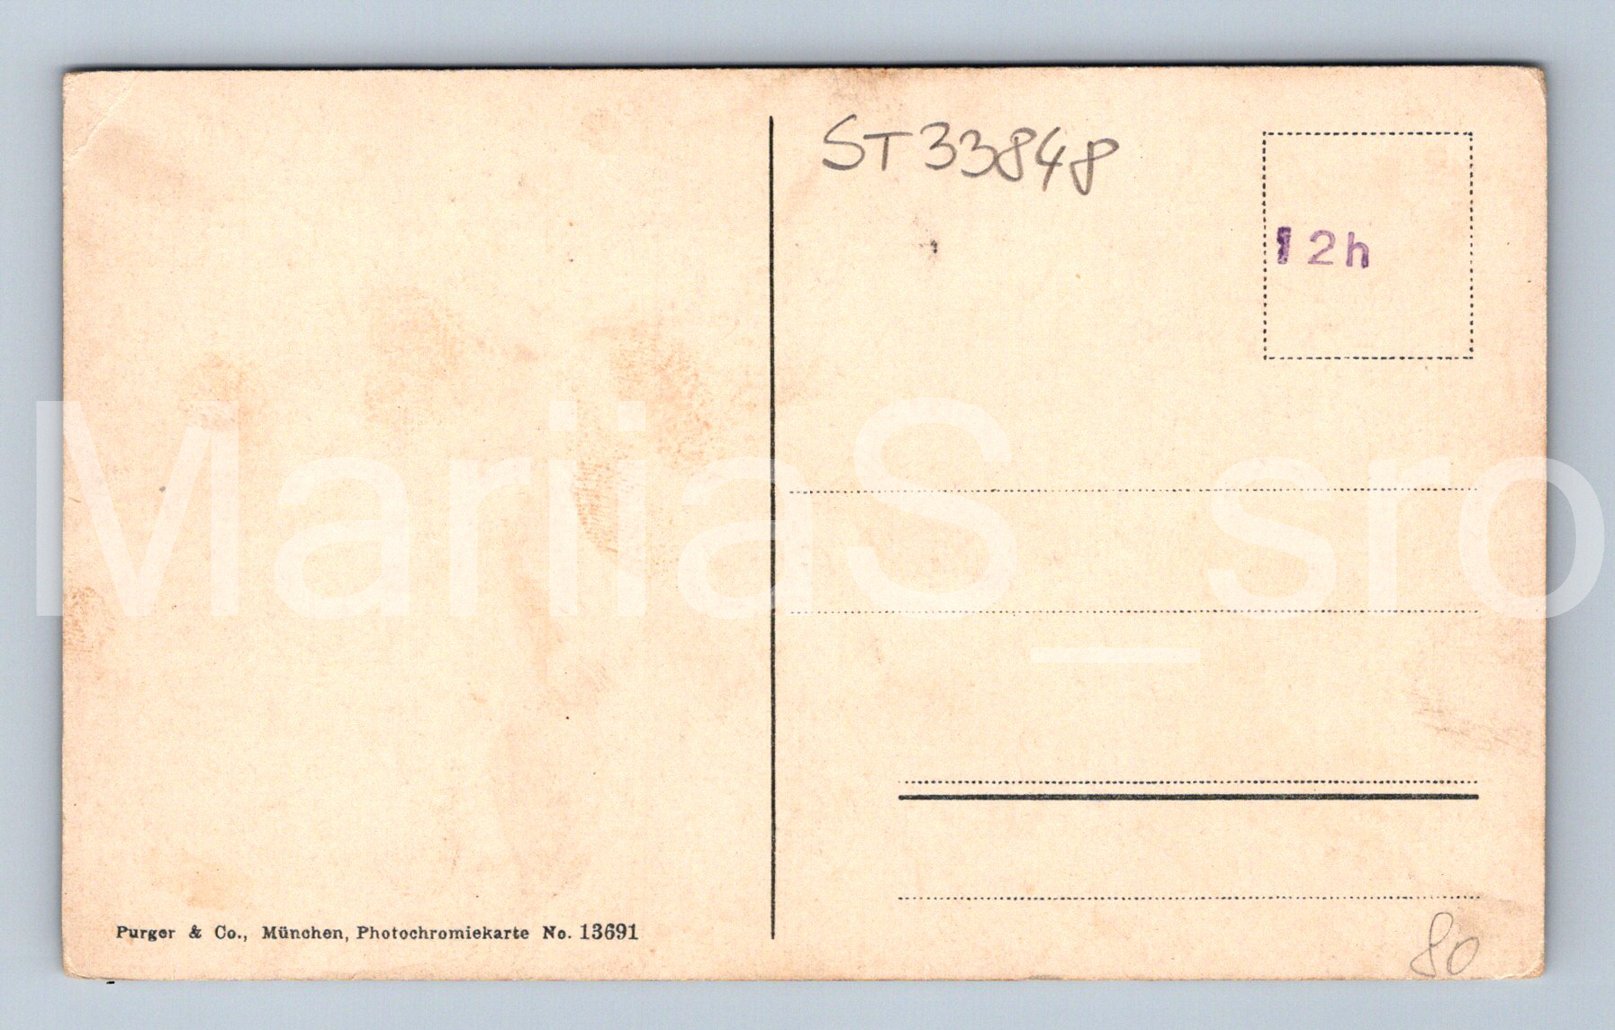 ST33848
12h
MariiaS_sro
Purger & Co., München, Photochromiekarte No. 13691
80